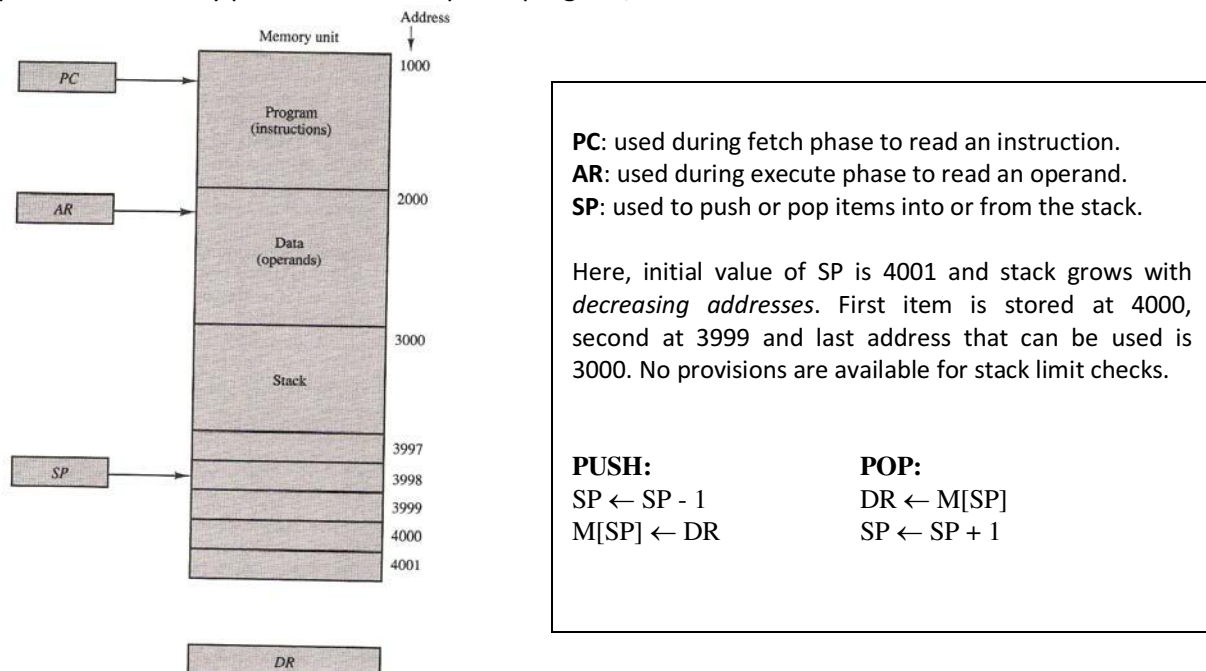 Address
Memory unit
1000
PC
Program
(instructions)
2000
AR
Data
(operands)
3000
Stack
3997
SP
3998
3999
4000
4001
DR
PC: used during fetch phase to read an instruction.
AR: used during execute phase to read an operand.
SP: used to push or pop items into or from the stack.
Here, initial value of SP is 4001 and stack grows with
decreasing addresses. First item is stored at 4000,
second at 3999 and last address that can be used is
3000. No provisions are available for stack limit checks.
PUSH: POP:
SP ← SP - 1 DR ← M[SP]
M[SP] ← DR SP ← SP + 1